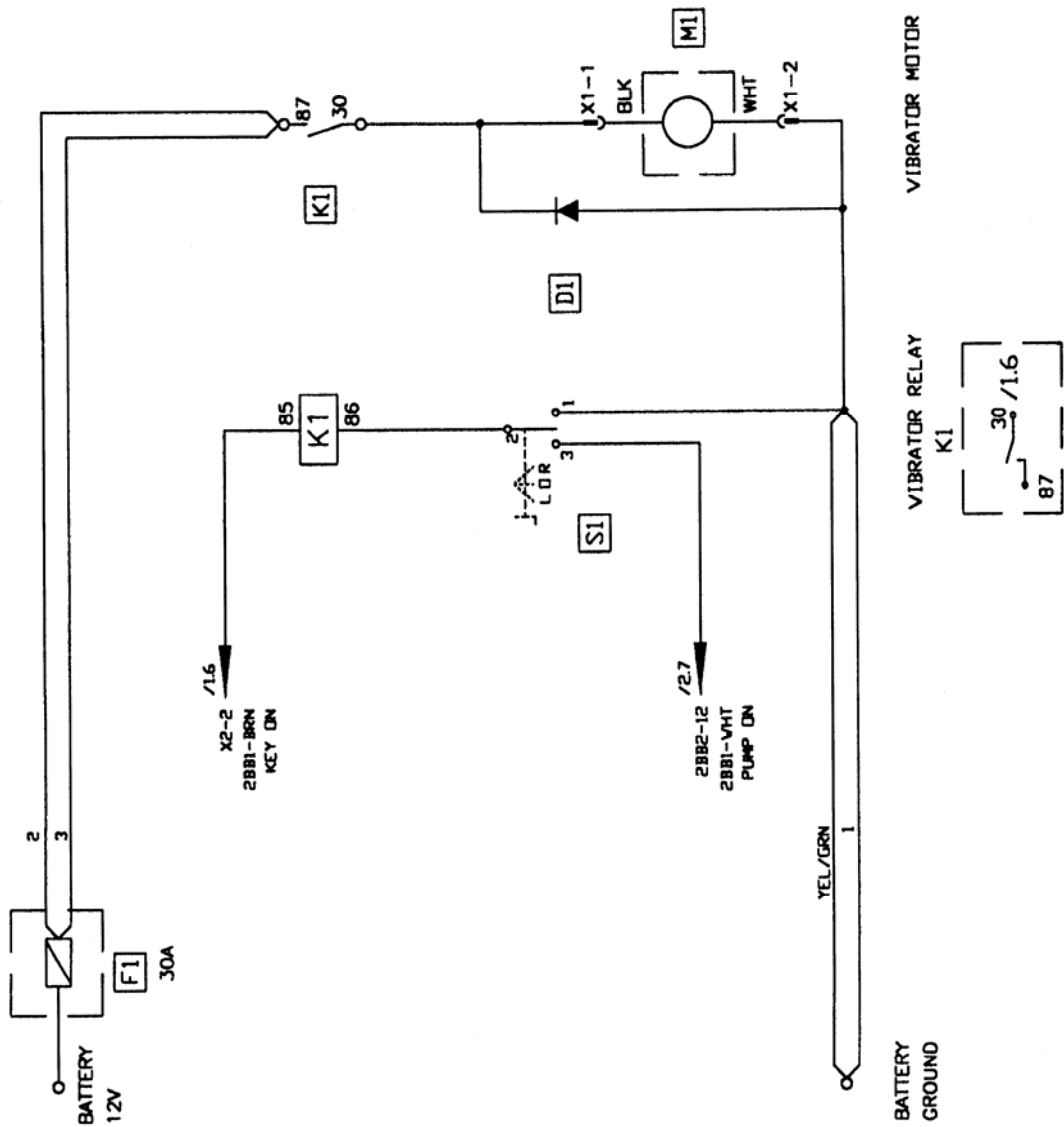 BATTERY
12V
F1
30A
2
3
87
30
K1
X1-1
BLK
M1
WHT
X1-2
VIBRATOR MOTOR
D1
85
K1
86
2
1
3
LOR
S1
X2-2 /1.6
2BB1-BRN
KEY ON
2BB2-12 /2.7
2BB1-WHT
PUMP ON
YEL/GRN
1
BATTERY
GROUND
VIBRATOR RELAY
K1
30 /1.6
87